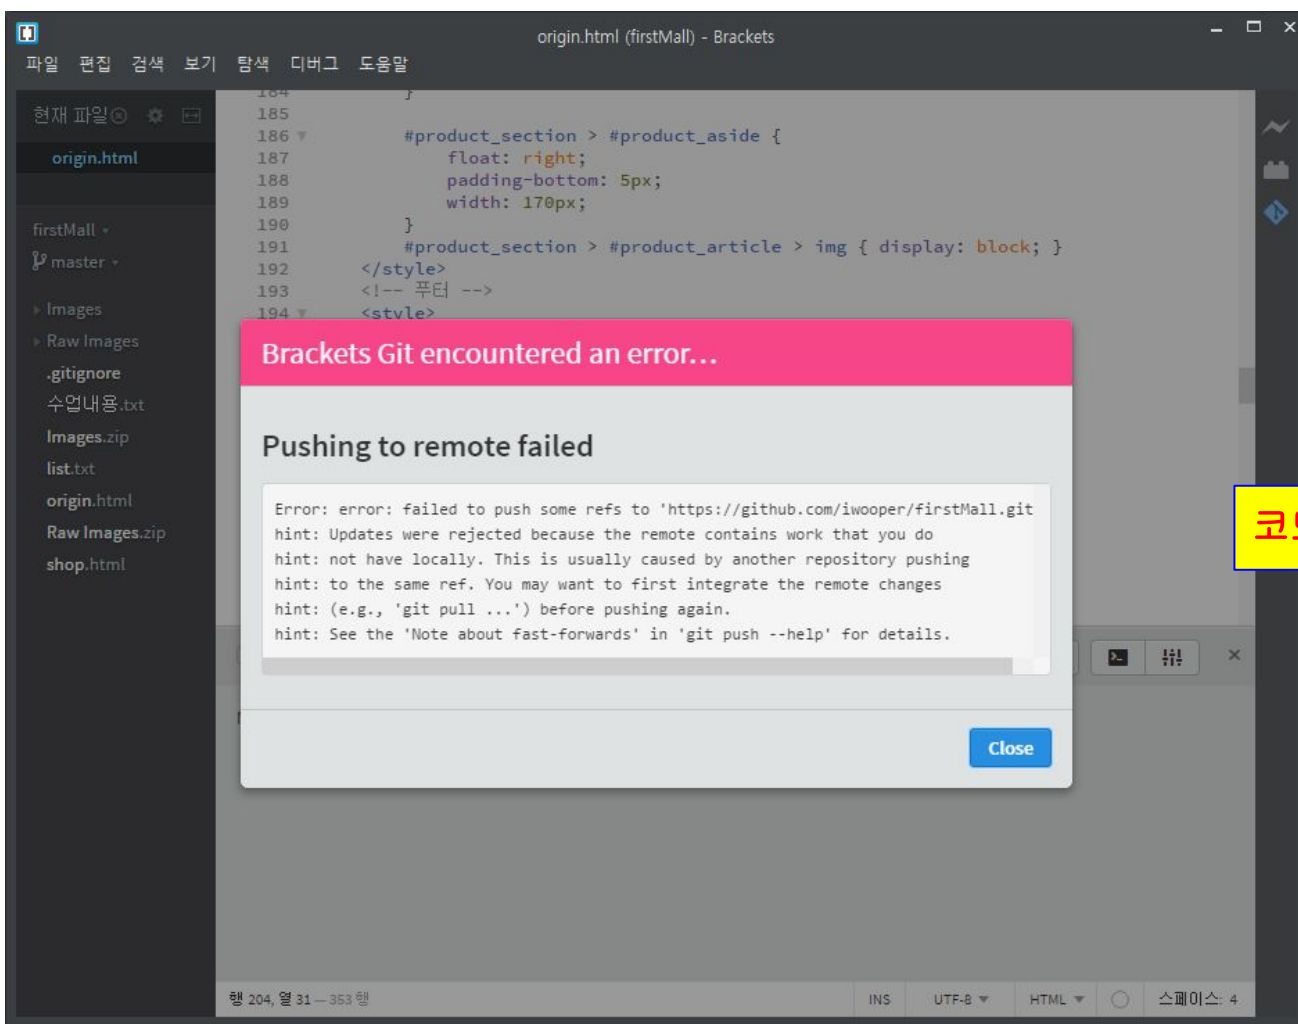 origin.html (firstMall) - Brackets
파일 편집 검색 보기 탐색 디버그 도움말
현재 파일
origin.html
firstMall
master
Images
Raw Images
.gitignore
수업내용.txt
Images.zip
list.txt
origin.html
Raw Images.zip
shop.html
184 }
185
186 #product_section > #product_aside {
187 float: right;
188 padding-bottom: 5px;
189 width: 170px;
190 }
191 #product_section > #product_article > img { display: block; }
192 </style>
193 <!-- 푸터 -->
194 <style>
Brackets Git encountered an error...
Pushing to remote failed
Error: error: failed to push some refs to 'https://github.com/iwooper/firstMall.git
hint: Updates were rejected because the remote contains work that you do
hint: not have locally. This is usually caused by another repository pushing
hint: to the same ref. You may want to first integrate the remote changes
hint: (e.g., 'git pull ...') before pushing again.
hint: See the 'Note about fast-forwards' in 'git push --help' for details.
Close
행 204, 열 31 — 353 행
INS UTF-8 HTML 스페이스: 4